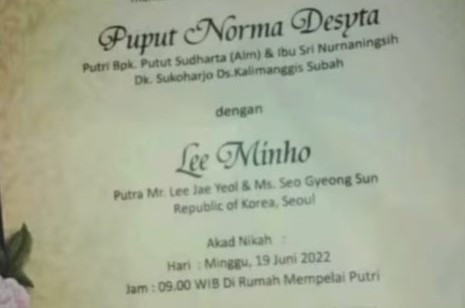 Puput Norma Desyta
Putri Bpk. Putut Sudharta (Alm) & Ibu Sri Nurnaningsih
Dk. Sukoharjo Ds.Kalimanggis Subah
dengan
Lee Minho
Putra Mr. Lee Jae Yeol & Ms. Seo Gyeong Sun
Republic of Korea, Seoul
Akad Nikah :
Hari : Minggu, 19 Juni 2022
Jam : 09.00 WIB Di Rumah Mempelai Putri